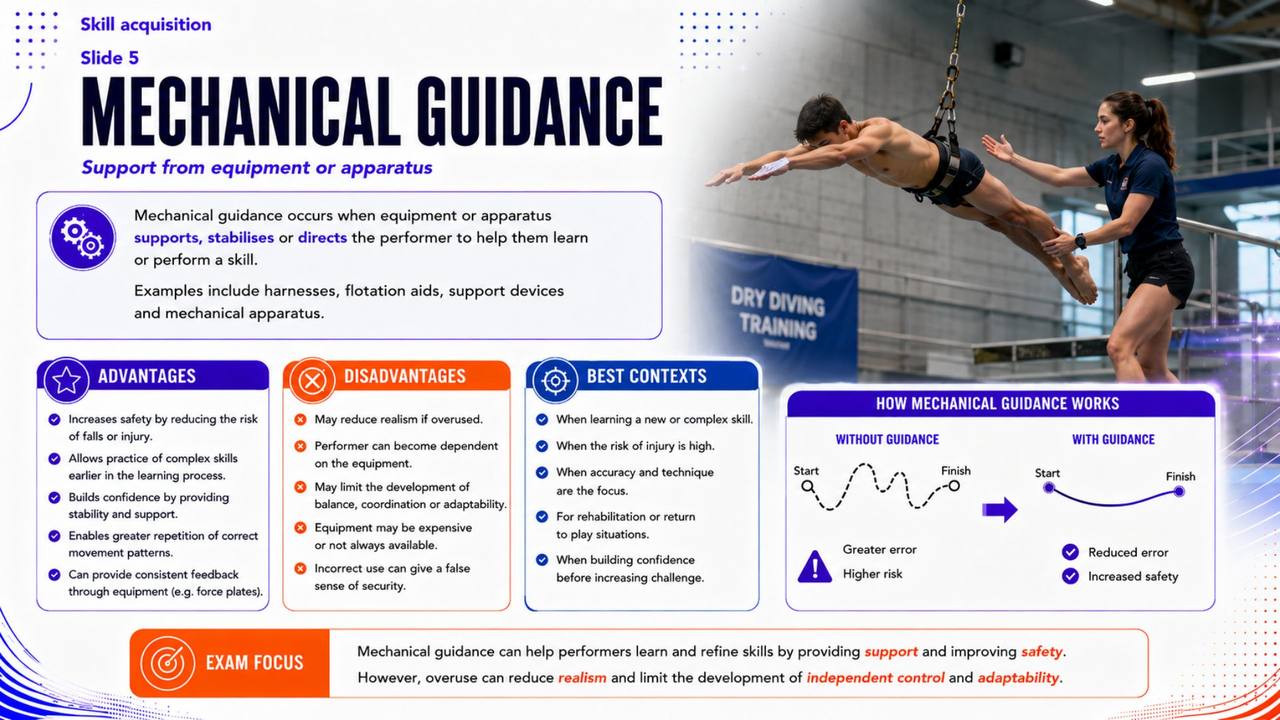 Skill acquisition
Slide 5
MECHANICAL GUIDANCE
Support from equipment or apparatus
Mechanical guidance occurs when equipment or apparatus
supports, stabilises or directs the performer to help them learn
or perform a skill.
Examples include harnesses, flotation aids, support devices
and mechanical apparatus.
DRY DIVING
TRAINING
ADVANTAGES
Increases safety by reducing the risk
of falls or injury.
Allows practice of complex skills
earlier in the learning process.
Builds confidence by providing
stability and support.
Enables greater repetition of correct
movement patterns.
Can provide consistent feedback
through equipment (e.g. force plates).
DISADVANTAGES
May reduce realism if overused.
Performer can become dependent
on the equipment.
May limit the development of
balance, coordination or adaptability.
Equipment may be expensive
or not always available.
Incorrect use can give a false
sense of security.
BEST CONTEXTS
When learning a new or complex skill.
When the risk of injury is high.
When accuracy and technique
are the focus.
For rehabilitation or return
to play situations.
When building confidence
before increasing challenge.
HOW MECHANICAL GUIDANCE WORKS
WITHOUT GUIDANCE
Start
Finish
Greater error
Higher risk
WITH GUIDANCE
Start
Finish
Reduced error
Increased safety
EXAM FOCUS
Mechanical guidance can help performers learn and refine skills by providing support and improving safety.
However, overuse can reduce realism and limit the development of independent control and adaptability.